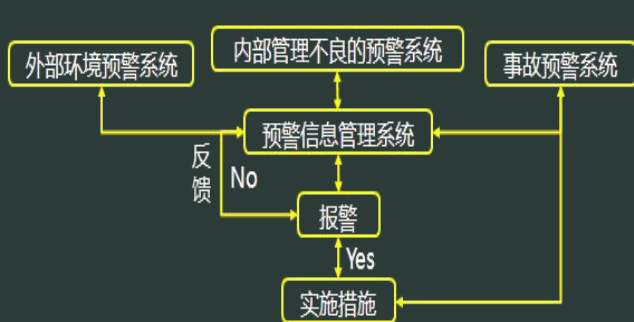 内部管理不良的预警系统
外部环境预警系统
事故预警系统
预警信息管理系统
反馈
No
报警
Yes
实施措施